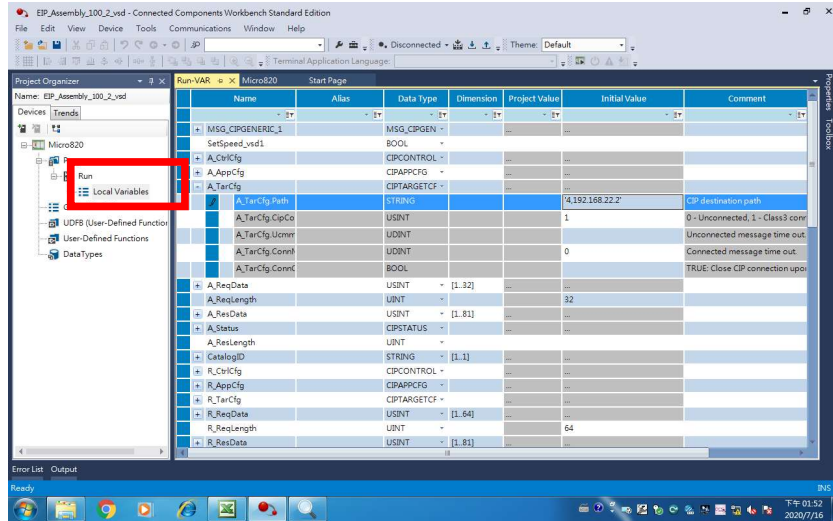 EIP_Assembly_100_2_vsd - Connected Components Workbench Standard Edition
File Edit View Device Tools Communications Window Help
Disconnected Theme: Default
Terminal Application Language:
Project Organizer
Run-VAR Micro820 Start Page
Properties
Toolbox
Name: EIP_Assembly_100_2_vsd
Devices Trends
Micro820
P
Run
Local Variables
G
UDFB (User-Defined Function
User-Defined Functions
DataTypes
Name Alias Data Type Dimension Project Value Initial Value Comment
MSG_CIPGENERIC_1 MSG_CIPGEN ... ...
SetSpeed_vsd1 BOOL
A_CtrlCfg CIPCONTROL ... ...
A_AppCfg CIPAPPCFG ... ...
A_TarCfg CIPTARGETCF ... ...
A_TarCfg.Path STRING '4,192.168.22.2' CIP destination path
A_TarCfg.CipCo USINT 1 0 - Unconnected, 1 - Class3 conr
A_TarCfg.Ucmm UDINT Unconnected message time out.
A_TarCfg.ConnM UDINT 0 Connected message time out.
A_TarCfg.ConnC BOOL TRUE: Close CIP connection upor
A_ReqData USINT [1..32] ... ...
A_ReqLength UINT 32
A_ResData USINT [1..81] ... ...
A_Status CIPSTATUS ... ...
A_ResLength UINT
CatalogID STRING [1..1] ... ...
R_CtrlCfg CIPCONTROL ... ...
R_AppCfg CIPAPPCFG ... ...
R_TarCfg CIPTARGETCF ... ...
R_ReqData USINT [1..64] ... ...
R_ReqLength UINT 64
R_ResData USINT [1..81] ... ...
Error List Output
Ready INS
下午 01:52
2020/7/16